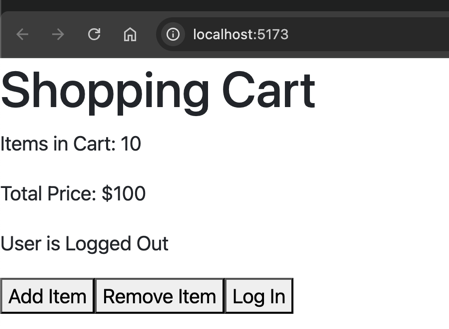 localhost:5173
Shopping Cart
Items in Cart: 10
Total Price: $100
User is Logged Out
Add Item Remove Item Log In